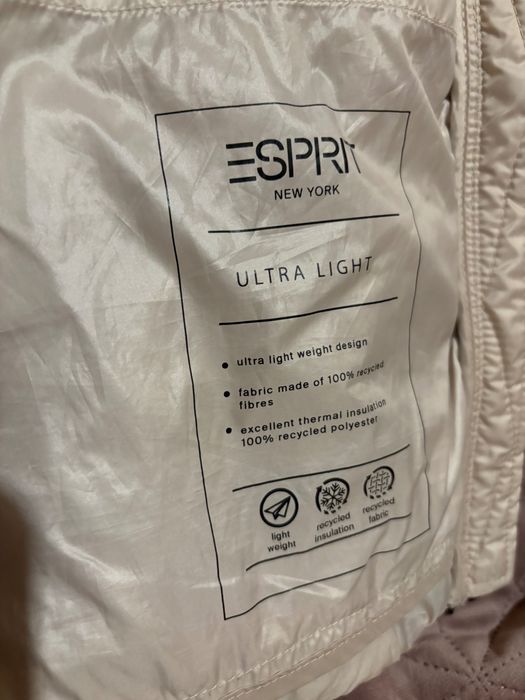 ESPRIT
NEW YORK
ULTRA LIGHT
• ultra light weight design
• fabric made of 100% recycled
fibres
• excellent thermal insulation
100% recycled polyester
light
weight
recycled
insulation
recycled
fabric